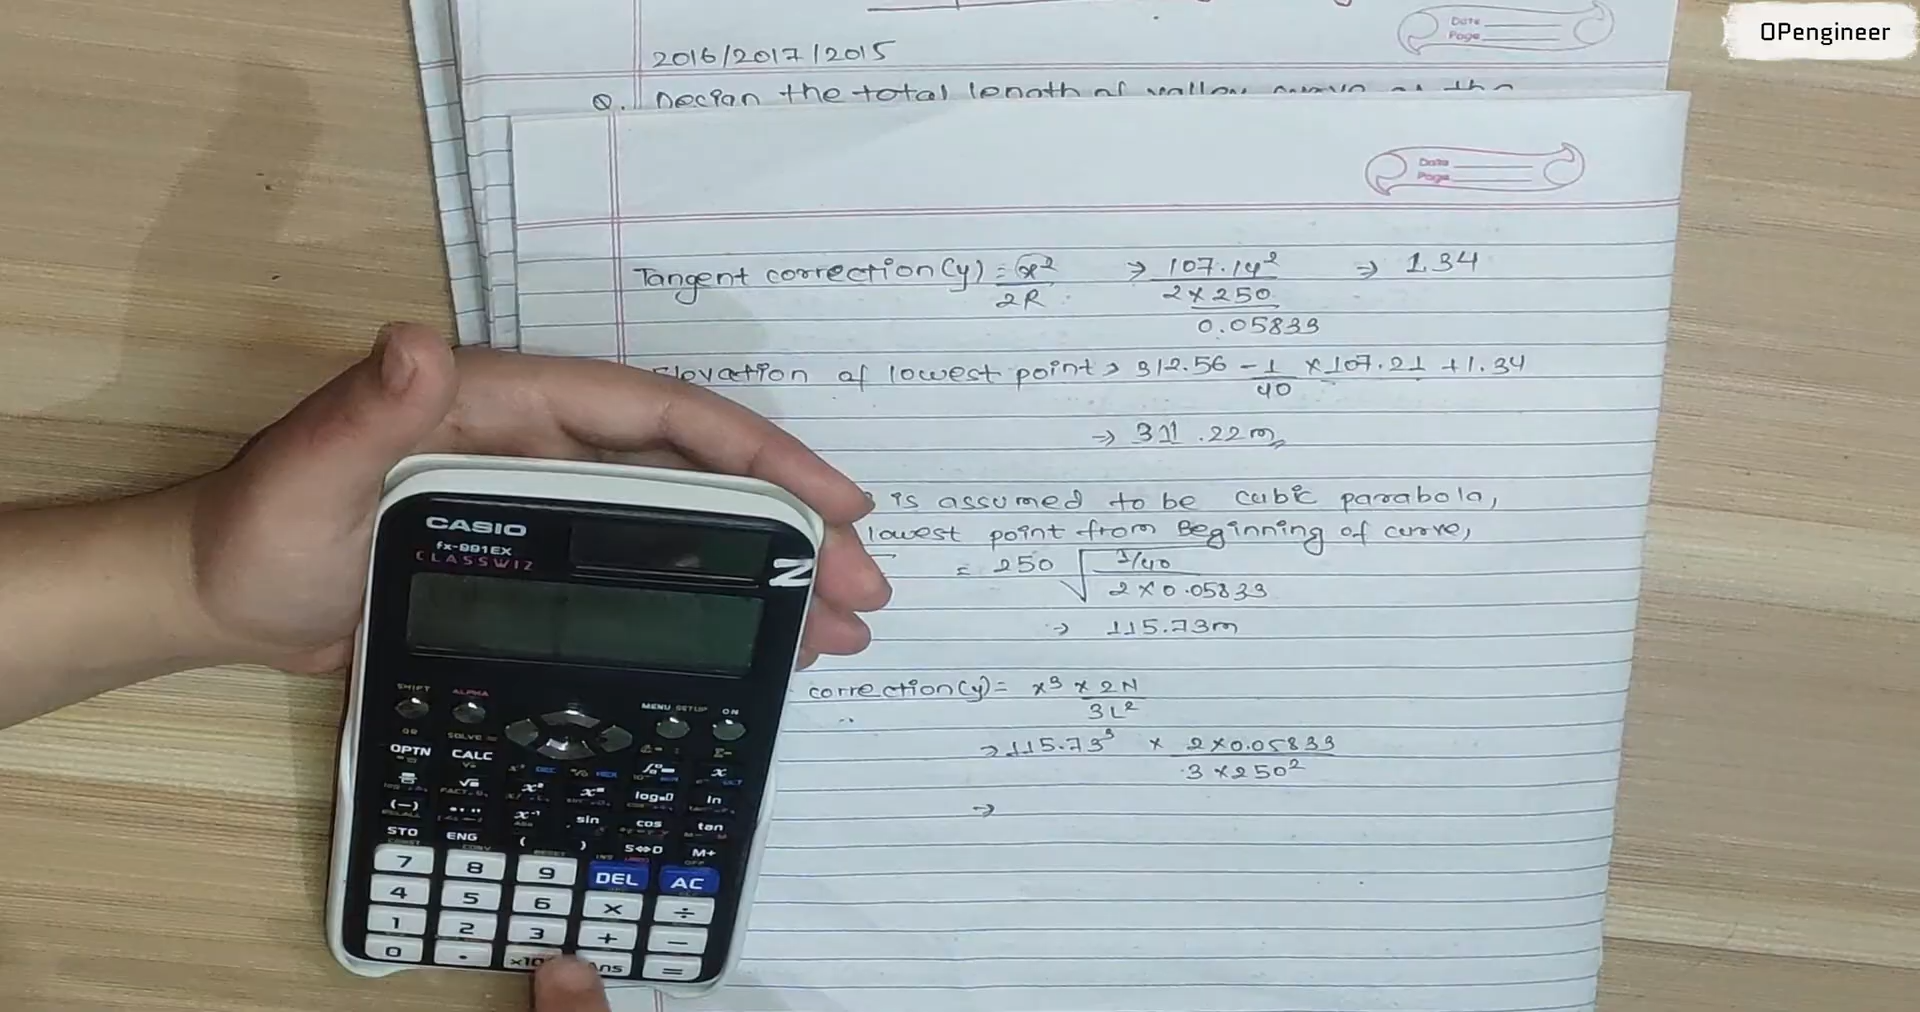 OPengineer
Date
Page
2016/2017/2015
Q. Design the total length of valley curve
Date
Page
Tangent correction(y) = x²/2R → 107.14²/(2×250/0.05833) ⇒ 1.34
Elevation of lowest point → 312.56 - 1/40 × 107.21 + 1.34
→ 311.22m
is assumed to be cubic parabola,
lowest point from Beginning of curve,
= 250 √((1/40)/(2×0.05833))
→ 115.73m
correction(y) = x³ × 2N/3L²
→ 115.73³ × (2×0.05833)/(3×250²)
→
CASIO
fx-991EX
CLASSWIZ
SHIFT ALPHA MENU SETUP ON
OPTN CALC x
SOLVE =
√ x² log ln
(-) x⁻¹ sin cos tan
STO ENG ( ) S⇔D M+
7 8 9 DEL AC
4 5 6 × ÷
1 2 3 + −
0 . ×10 Ans =